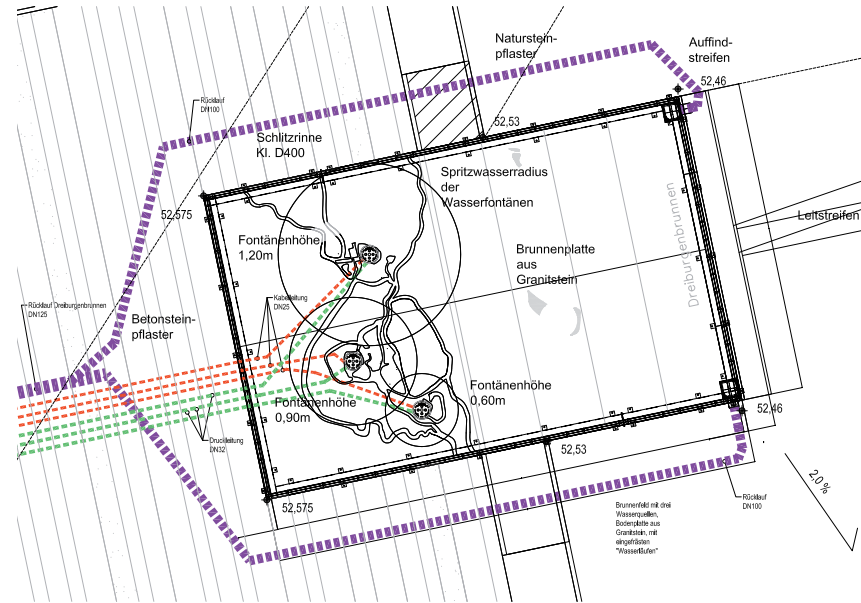 Naturstein-
pflaster
Auffind-
streifen
52,46
Rücklauf
DN100
Schlitzrinne
Kl. D400
52,53
Spritzwasserradius
der
Wasserfontänen
52,575
Leitstreifen
Fontänenhöhe
1,20m
Brunnenplatte
aus
Granitstein
Dreiburgenbrunnen
Rücklauf Dreiburgenbrunnen
DN125
Kabelleitung
DN25
Betonstein-
pflaster
Fontänenhöhe
0,60m
Fontänenhöhe
0,90m
52,46
Druckleitung
DN32
52,53
2,0 %
52,575
Rücklauf
DN100
Brunnenfeld mit drei
Wasserquellen,
Bodenplatte aus
Granitstein, mit
eingefrästen
"Wasserläufen"